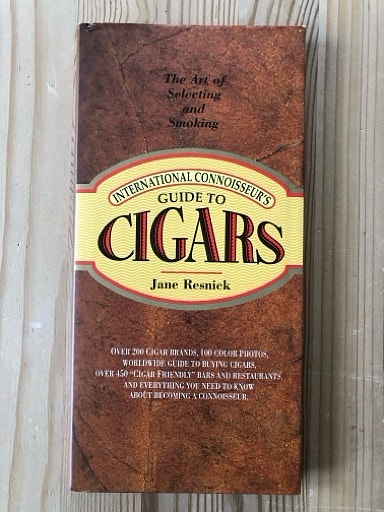 The Art of
Selecting
and
Smoking
INTERNATIONAL CONNOISSEUR'S
GUIDE TO
CIGARS
Jane Resnick
OVER 200 CIGAR BRANDS, 100 COLOR PHOTOS,
WORLDWIDE GUIDE TO BUYING CIGARS,
OVER 450 "CIGAR FRIENDLY" BARS AND RESTAURANTS
AND EVERYTHING YOU NEED TO KNOW
ABOUT BECOMING A CONNOISSEUR.